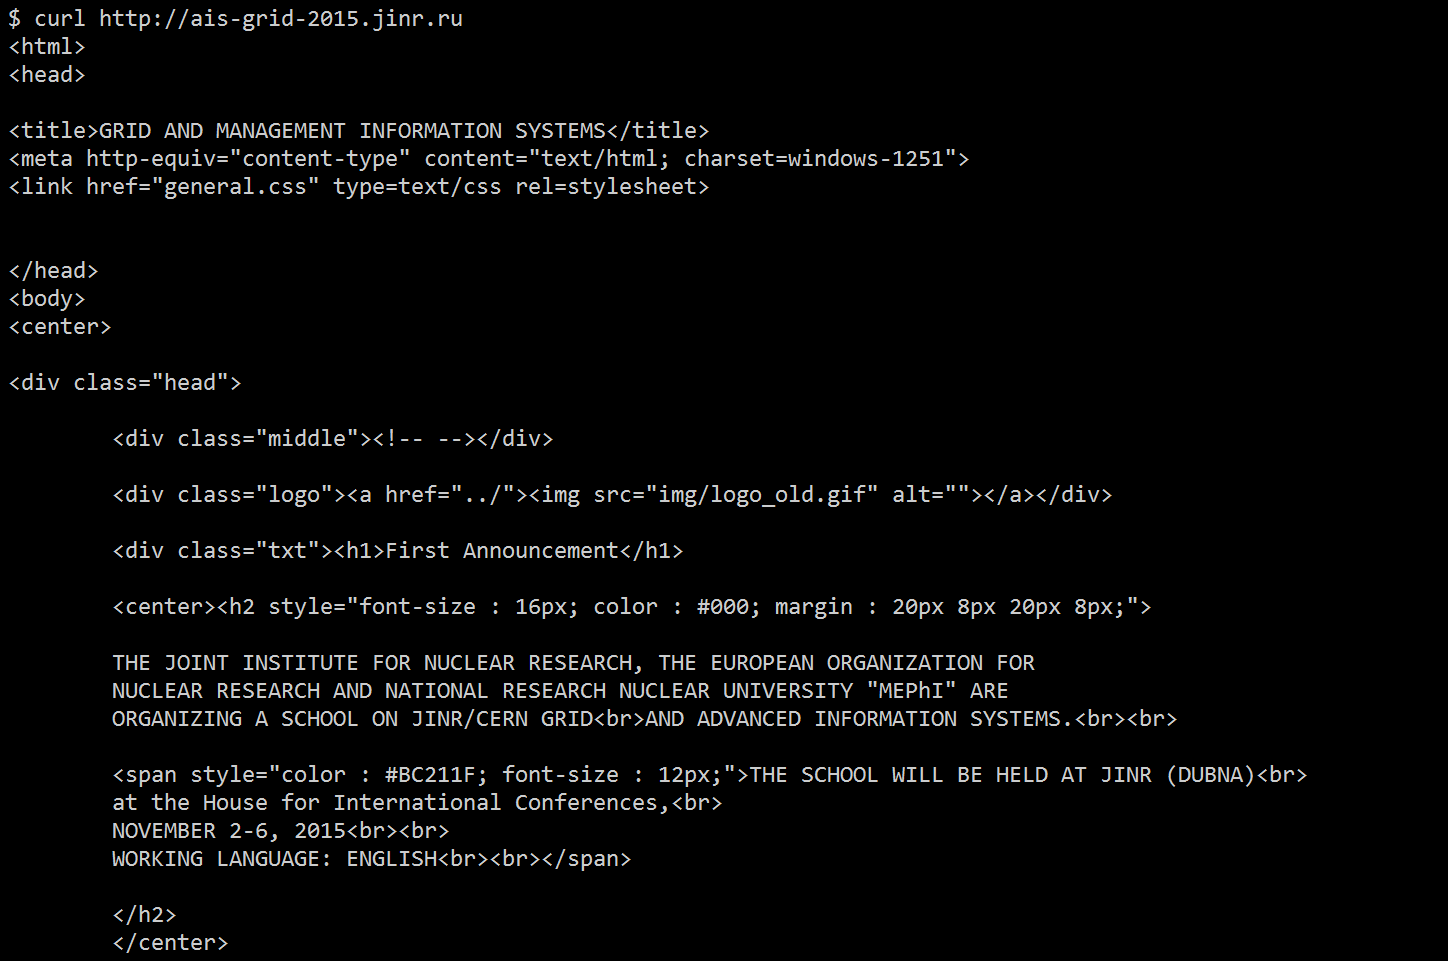 $ curl http://ais-grid-2015.jinr.ru
<html>
<head>
<title>GRID AND MANAGEMENT INFORMATION SYSTEMS</title>
<meta http-equiv="content-type" content="text/html; charset=windows-1251">
<link href="general.css" type=text/css rel=stylesheet>
</head>
<body>
<center>
<div class="head">
<div class="middle"><!-- --></div>
<div class="logo"><a href="../"><img src="img/logo_old.gif" alt=""></a></div>
<div class="txt"><h1>First Announcement</h1>
<center><h2 style="font-size : 16px; color : #000; margin : 20px 8px 20px 8px;">
THE JOINT INSTITUTE FOR NUCLEAR RESEARCH, THE EUROPEAN ORGANIZATION FOR
NUCLEAR RESEARCH AND NATIONAL RESEARCH NUCLEAR UNIVERSITY "MEPhI" ARE
ORGANIZING A SCHOOL ON JINR/CERN GRID<br>AND ADVANCED INFORMATION SYSTEMS.<br><br>
<span style="color : #BC211F; font-size : 12px;">THE SCHOOL WILL BE HELD AT JINR (DUBNA)<br>
at the House for International Conferences,<br>
NOVEMBER 2-6, 2015<br><br>
WORKING LANGUAGE: ENGLISH<br><br></span>
</h2>
</center>